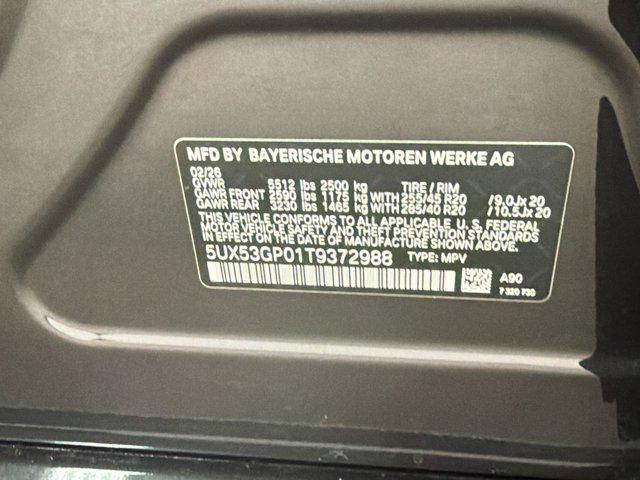 MFD BY BAYERISCHE MOTOREN WERKE AG
02/26
GVWR 5512 lbs 2500 kg TIRE / RIM
GAWR FRONT 2590 lbs 1175 kg WITH 255/45 R20 /9.0Jx20
GAWR REAR 3230 lbs 1465 kg WITH 285/40 R20 /10.5Jx20
THIS VEHICLE CONFORMS TO ALL APPLICABLE U. S. FEDERAL
MOTOR VEHICLE SAFETY AND THEFT PREVENTION STANDARDS
IN EFFECT ON THE DATE OF MANUFACTURE SHOWN
ABOVE.
5UX53GP01T9372988 TYPE: MPV
A90
7 320 730